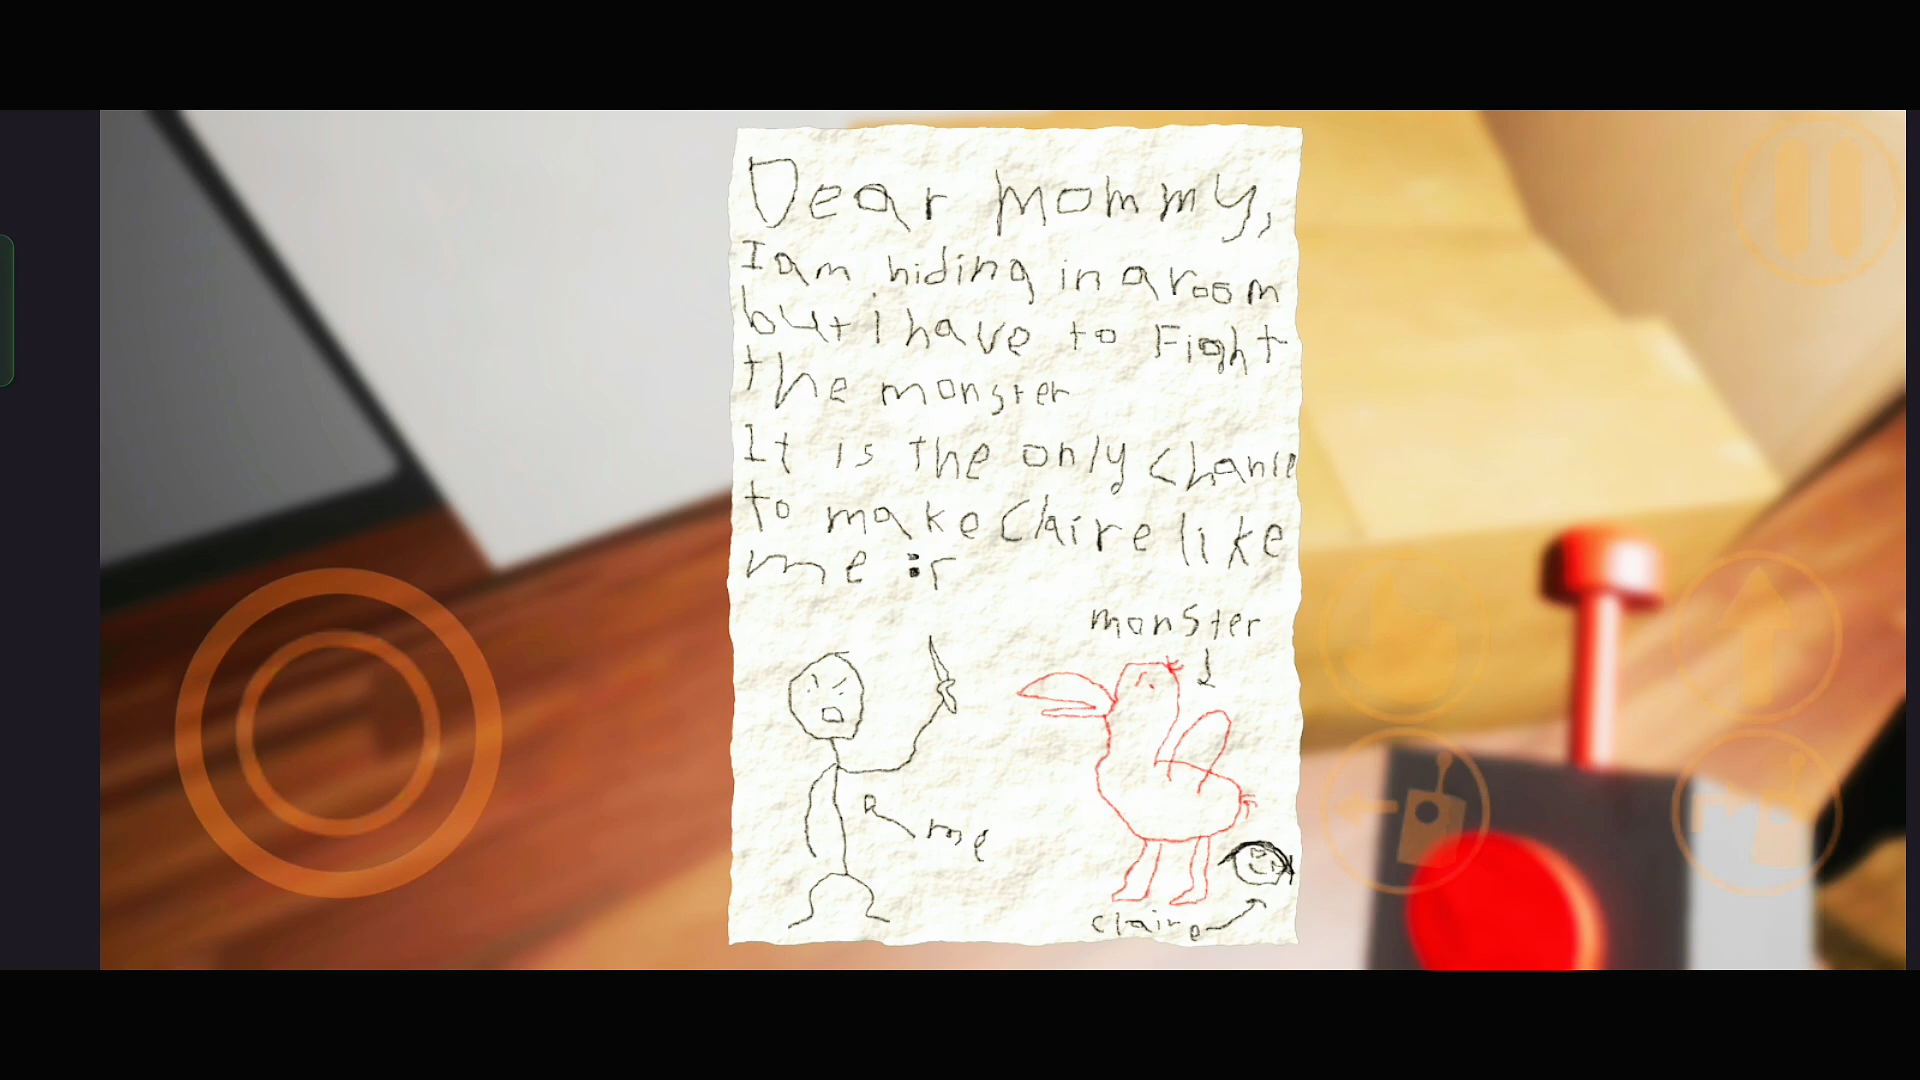 Dear Mommy,
I am hiding in a room
but i have to Fight
the monster
It is the only chance
to make Claire like
me :r
monster
me
claire